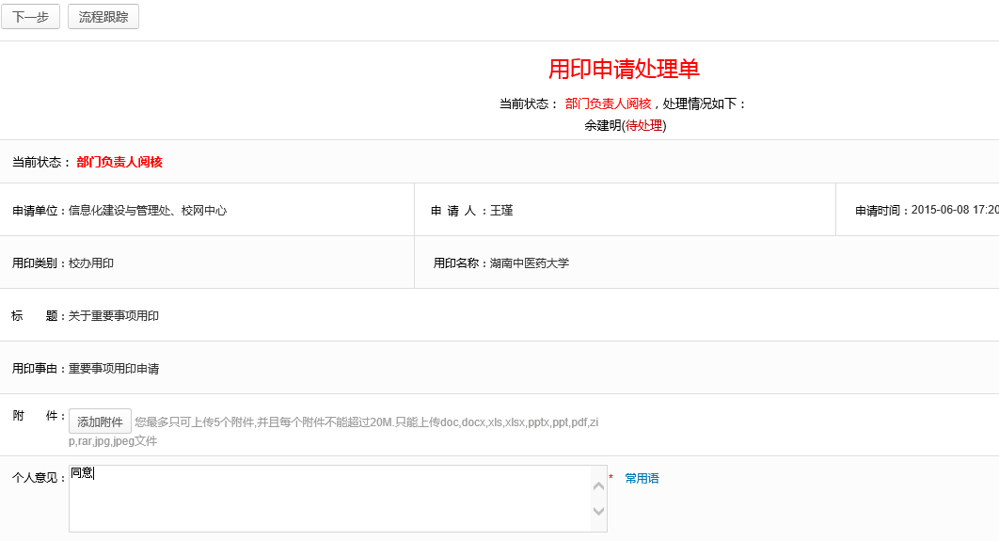 下一步 流程跟踪
用印申请处理单
当前状态： 部门负责人阅核，处理情况如下：
余建明(待处理)
当前状态： 部门负责人阅核
申请单位：信息化建设与管理处、校网中心 申 请 人 ：王瑾 申请时间：2015-06-08 17:20
用印类别：校办用印 用印名称：湖南中医药大学
标 题：关于重要事项用印
用印事由：重要事项用印申请
附 件： 添加附件 您最多只可上传5个附件,并且每个附件不能超过20M.只能上传doc,docx,xls,xlsx,pptx,ppt,pdf,zi
p,rar,jpg,jpeg文件
个人意见：同意 * 常用语